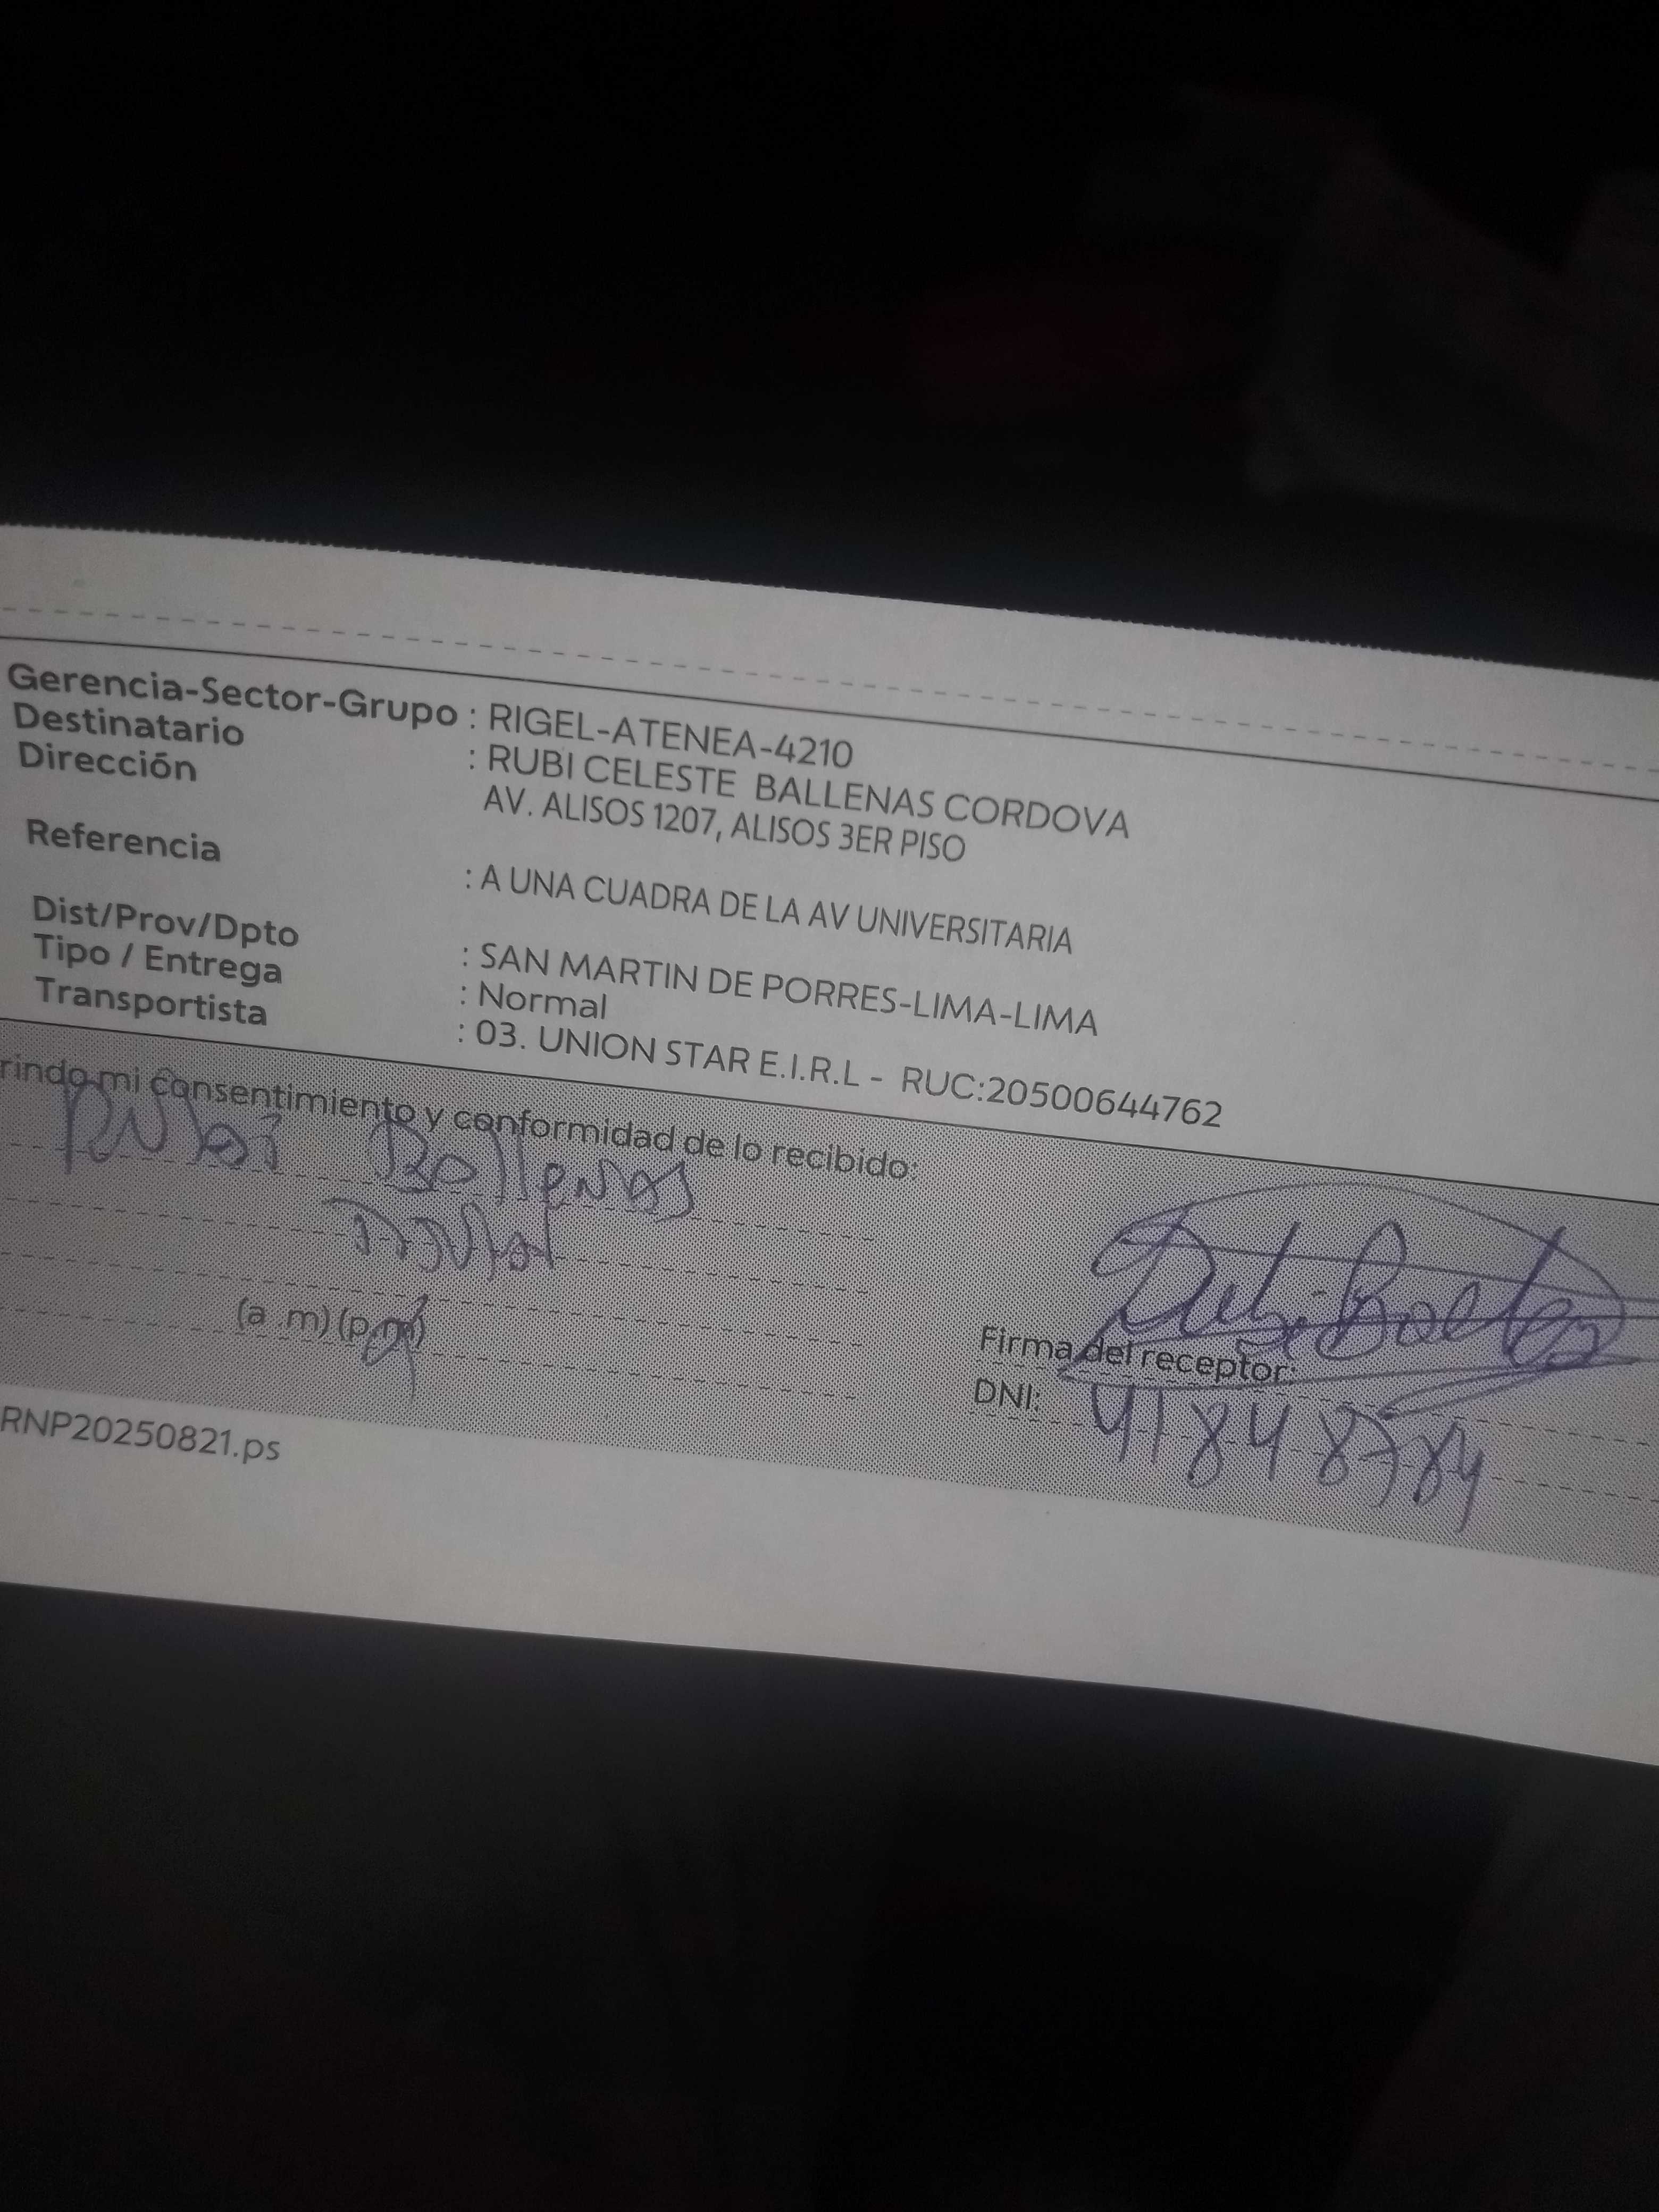 Gerencia-Sector-Grupo : RIGEL-ATENEA-4210
Destinatario : RUBI CELESTE BALLENAS CORDOVA
Dirección AV. ALISOS 1207, ALISOS 3ER PISO
Referencia : A UNA CUADRA DE LA AV UNIVERSITARIA
Dist/Prov/Dpto : SAN MARTIN DE PORRES-LIMA-LIMA
Tipo / Entrega : Normal
Transportista : 03. UNION STAR E.I.R.L - RUC:20500644762
rindo mi consentimiento y conformidad de lo recibido:
Rubi Ballenas
Titular
(a .m) (p.m)
Firma del receptor:
DNI: 41848784
RNP20250821.ps